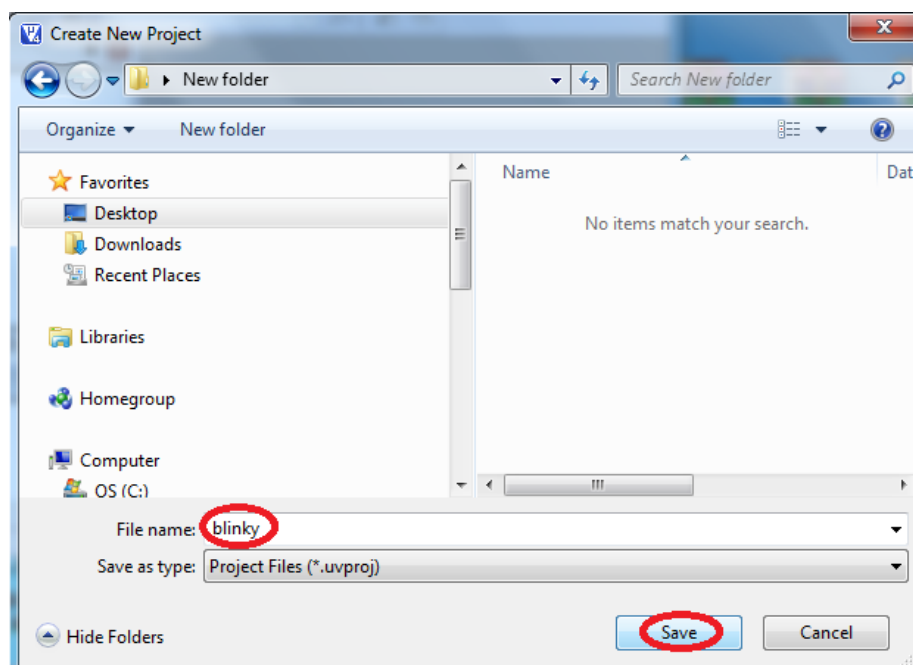 Create New Project
New folder
Search New folder
Organize
New folder
Name
Dat
No items match your search.
Favorites
Desktop
Downloads
Recent Places
Libraries
Homegroup
Computer
OS (C:)
File name: blinky
Save as type: Project Files (*.uvproj)
Hide Folders
Save
Cancel